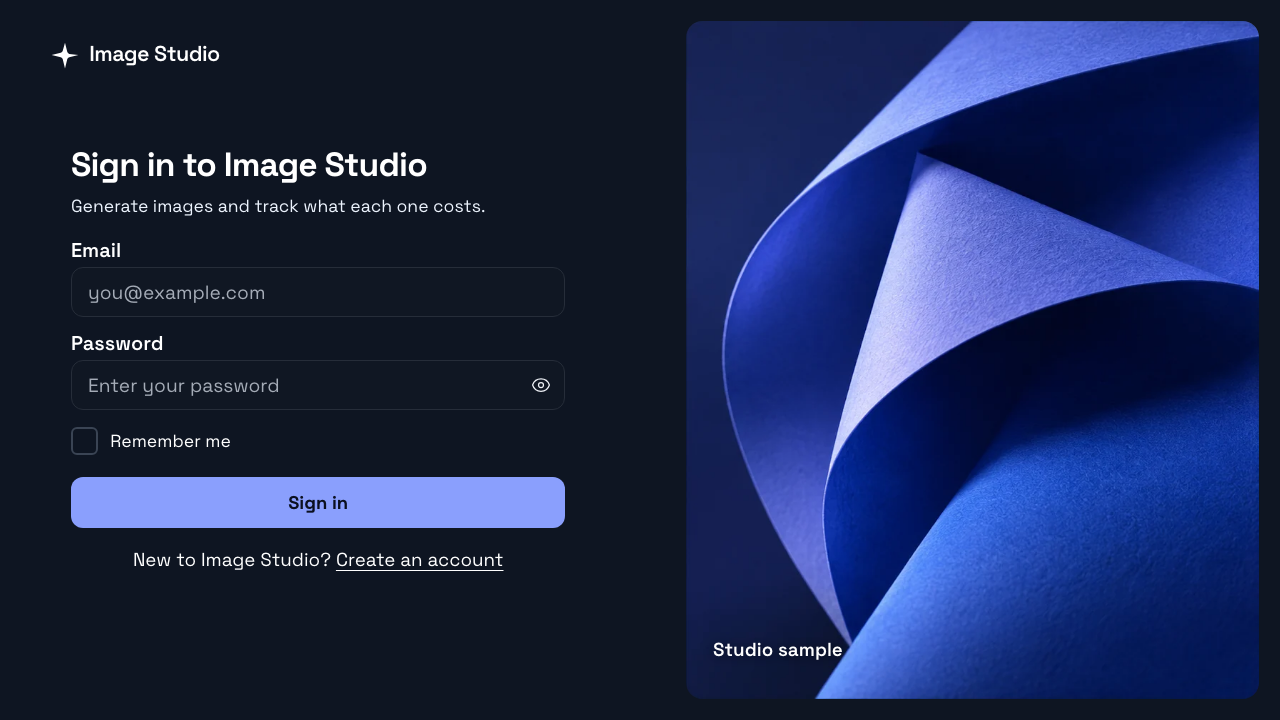 Image Studio
Sign in to Image Studio
Generate images and track what each one costs.
Email
you@example.com
Password
Enter your password
Remember me
Sign in
New to Image Studio? Create an account
Studio sample